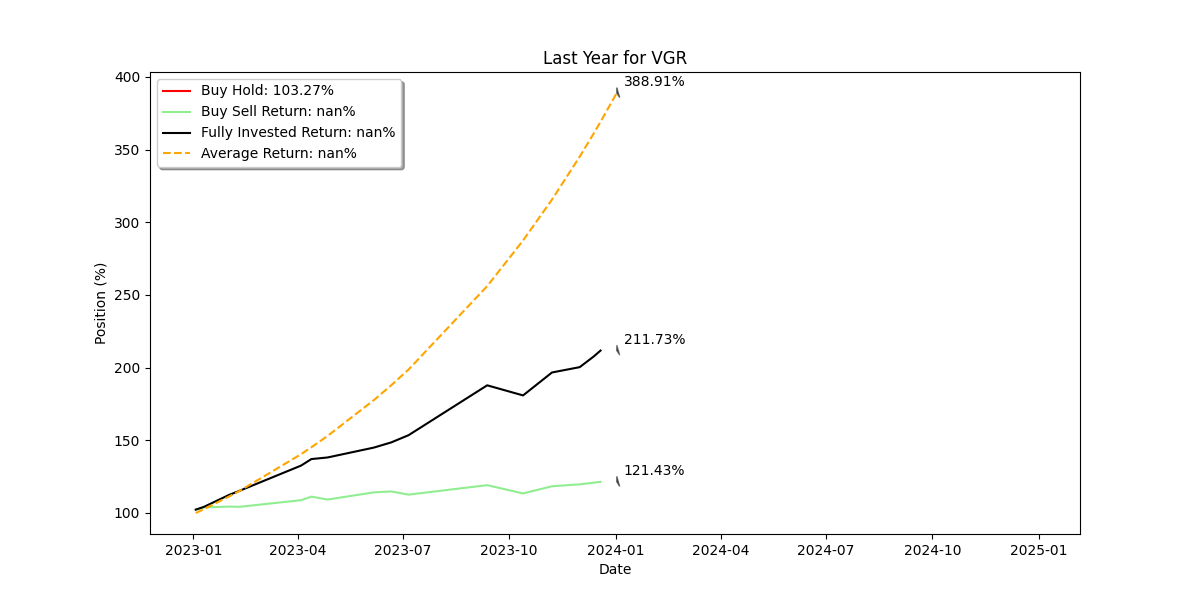 Last Year for VGR
400
388.91%
Buy Hold: 103.27%
Buy Sell Return: nan%
Fully Invested Return: nan%
Average Return: nan%
350
300
250
Position (%)
211.73%
200
150
121.43%
100
2023-01 2023-04 2023-07 2023-10 2024-01 2024-04 2024-07 2024-10 2025-01
Date